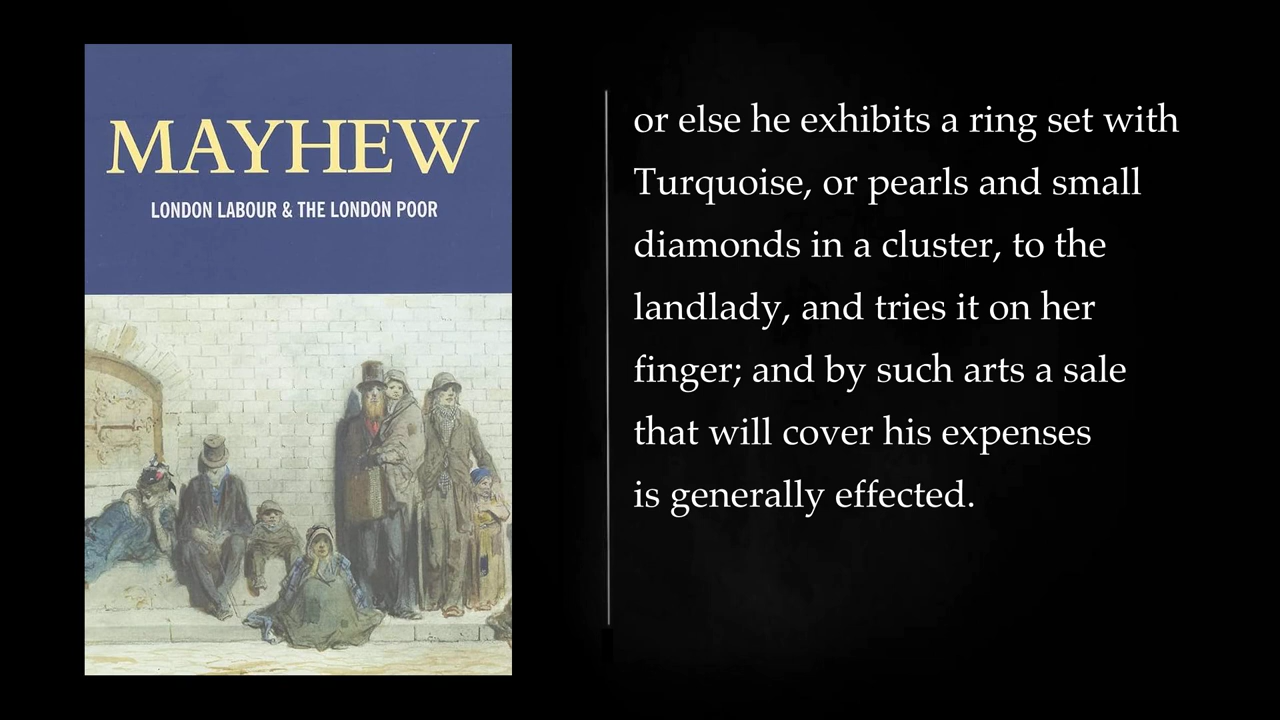 MAYHEW
LONDON LABOUR & THE LONDON POOR
or else he exhibits a ring set with
Turquoise, or pearls and small
diamonds in a cluster, to the
landlady, and tries it on her
finger; and by such arts a sale
that will cover his expenses
is generally effected.